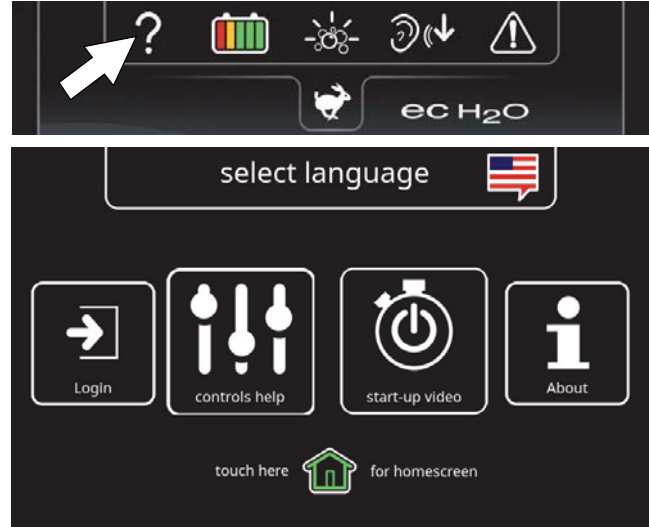 ?
ec H2O
select language
Login
controls help
start-up video
About
touch here
for homescreen